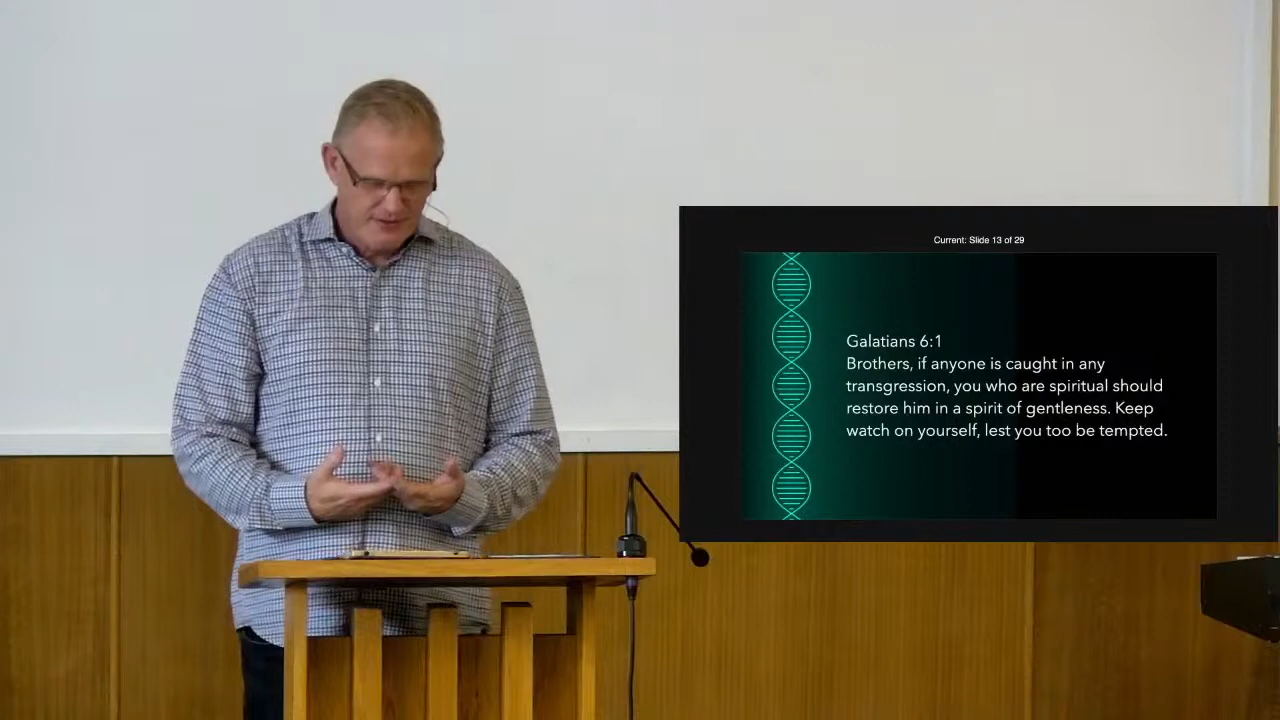 Current: Slide 13 of 29
Galatians 6:1
Brothers, if anyone is caught in any
transgression, you who are spiritual should
restore him in a spirit of gentleness. Keep
watch on yourself, lest you too be tempted.